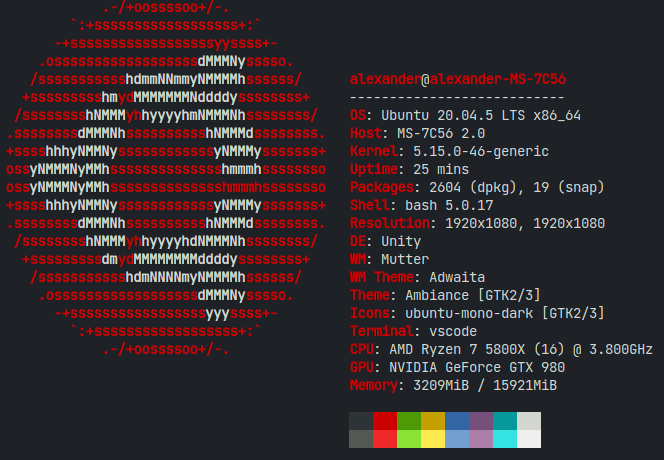 .-/+oossssoo+/-.
`:+ssssssssssssssssss+:`
-+ssssssssssssssssssyyssss+-
.ossssssssssssssssssdMMMNysssso.
/ssssssssssshdmmNNmmyNMMMMhssssss/
+ssssssssshmydMMMMMMMNddddyssssssss+
/sssssssshNMMMyhhyyyyhmNMMMNhssssssss/
.ssssssssdMMMNhsssssssssshNMMMdssssssss.
+sssshhhyNMMNyssssssssssssyNMMMysssssss+
ossyNMMMNyMMhsssssssssssssshmmmhssssssso
ossyNMMMNyMMhsssssssssssssshmmmhssssssso
+sssshhhyNMMNyssssssssssssyNMMMysssssss+
.ssssssssdMMMNhsssssssssshNMMMdssssssss.
/sssssssshNMMMyhhyyyyhdNMMMNhssssssss/
+sssssssssdmydMMMMMMMMddddyssssssss+
/ssssssssssshdmNNNNmyNMMMMhssssss/
.ossssssssssssssssssdMMMNysssso.
-+sssssssssssssssssyyyssss+-
`:+ssssssssssssssssss+:`
.-/+oossssoo+/-.
alexander@alexander-MS-7C56
---------------------------
OS: Ubuntu 20.04.5 LTS x86_64
Host: MS-7C56 2.0
Kernel: 5.15.0-46-generic
Uptime: 25 mins
Packages: 2604 (dpkg), 19 (snap)
Shell: bash 5.0.17
Resolution: 1920x1080, 1920x1080
DE: Unity
WM: Mutter
WM Theme: Adwaita
Theme: Ambiance [GTK2/3]
Icons: ubuntu-mono-dark [GTK2/3]
Terminal: vscode
CPU: AMD Ryzen 7 5800X (16) @ 3.800GHz
GPU: NVIDIA GeForce GTX 980
Memory: 3209MiB / 15921MiB